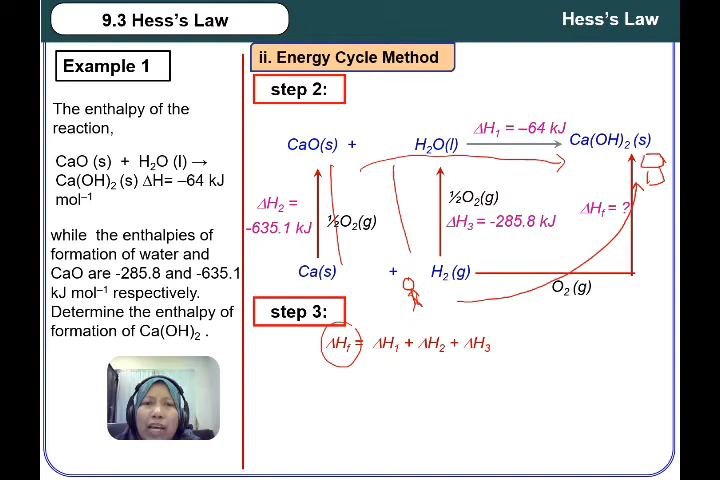 9.3 Hess's Law
Hess's Law
Example 1
The enthalpy of the
reaction,
CaO (s) + H₂O (l) →
Ca(OH)₂ (s) ΔH= –64 kJ
mol⁻¹
while the enthalpies of
formation of water and
CaO are -285.8 and -635.1
kJ mol⁻¹ respectively.
Determine the enthalpy of
formation of Ca(OH)₂ .
ii. Energy Cycle Method
step 2:
ΔH₁ = –64 kJ
CaO(s) + H₂O(l) Ca(OH)₂ (s)
ΔH₂ =
-635.1 kJ
½O₂(g)
½O₂(g)
ΔH₃ = -285.8 kJ
ΔHf = ?
Ca(s) + H₂ (g)
O₂ (g)
step 3:
ΔHf = ΔH₁ + ΔH₂ + ΔH₃